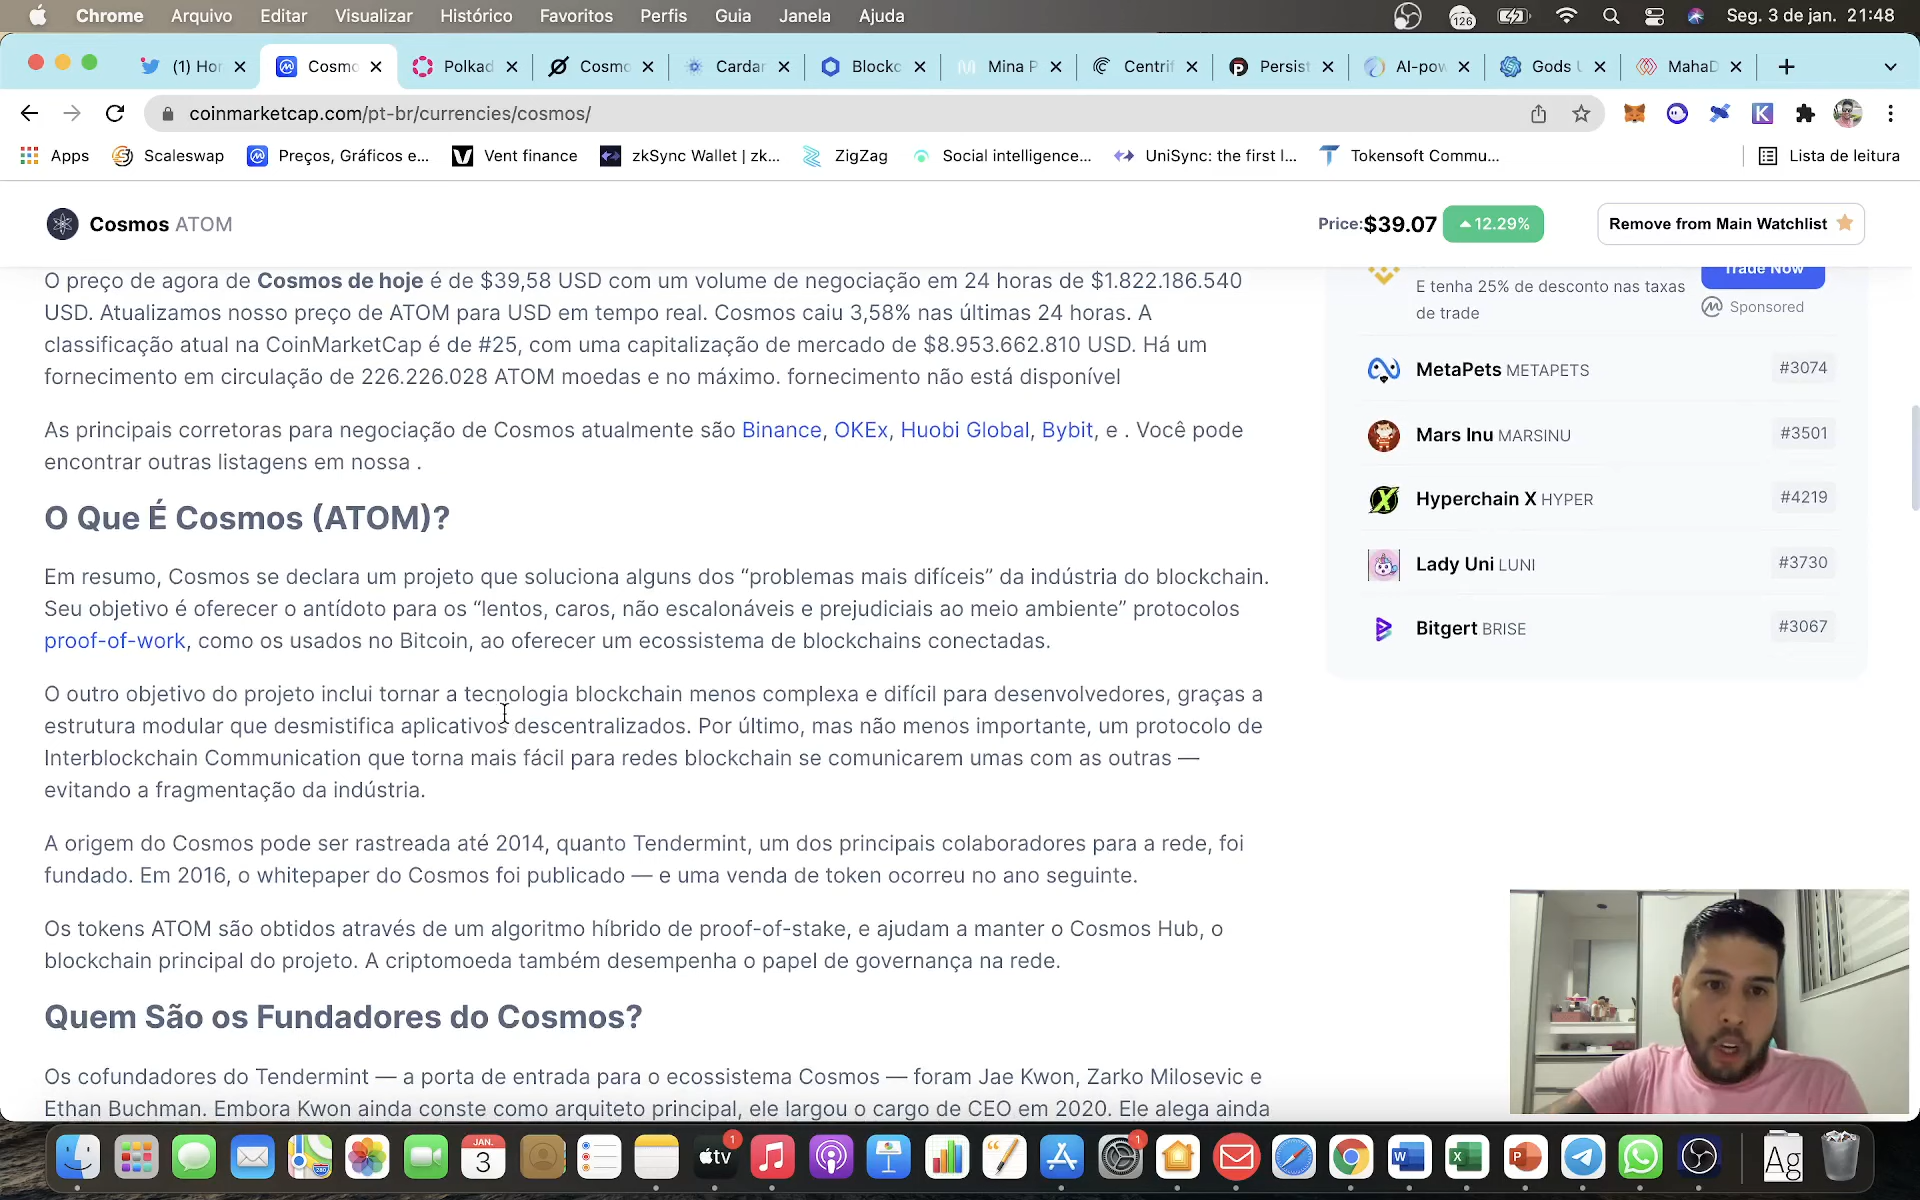 Chrome Arquivo Editar Visualizar Histórico Favoritos Perfis Guia Janela Ajuda
126
Seg. 3 de jan. 21:48
(1) Hor
Cosmo
Polkad
Cosmo
Cardar
Blockc
Mina P
Centrif
Persist
AI-pow
Gods U
MahaD
coinmarketcap.com/pt-br/currencies/cosmos/
Apps
Scaleswap
Preços, Gráficos e...
Vent finance
zkSync Wallet | zk...
ZigZag
Social intelligence...
UniSync: the first l...
Tokensoft Commu...
Lista de leitura
Cosmos ATOM
Price:$39.07
12.29%
Remove from Main Watchlist
O preço de agora de Cosmos de hoje é de $39,58 USD com um volume de negociação em 24 horas de $1.822.186.540
USD. Atualizamos nosso preço de ATOM para USD em tempo real. Cosmos caiu 3,58% nas últimas 24 horas. A
classificação atual na CoinMarketCap é de #25, com uma capitalização de mercado de $8.953.662.810 USD. Há um
fornecimento em circulação de 226.226.028 ATOM moedas e no máximo. fornecimento não está disponível
As principais corretoras para negociação de Cosmos atualmente são Binance, OKEx, Huobi Global, Bybit, e . Você pode
encontrar outras listagens em nossa .
O Que É Cosmos (ATOM)?
Em resumo, Cosmos se declara um projeto que soluciona alguns dos “problemas mais difíceis” da indústria do blockchain.
Seu objetivo é oferecer o antídoto para os “lentos, caros, não escalonáveis e prejudiciais ao meio ambiente” protocolos
proof-of-work, como os usados no Bitcoin, ao oferecer um ecossistema de blockchains conectadas.
O outro objetivo do projeto inclui tornar a tecnologia blockchain menos complexa e difícil para desenvolvedores, graças a
estrutura modular que desmistifica aplicativos descentralizados. Por último, mas não menos importante, um protocolo de
Interblockchain Communication que torna mais fácil para redes blockchain se comunicarem umas com as outras —
evitando a fragmentação da indústria.
A origem do Cosmos pode ser rastreada até 2014, quanto Tendermint, um dos principais colaboradores para a rede, foi
fundado. Em 2016, o whitepaper do Cosmos foi publicado — e uma venda de token ocorreu no ano seguinte.
Os tokens ATOM são obtidos através de um algoritmo híbrido de proof-of-stake, e ajudam a manter o Cosmos Hub, o
blockchain principal do projeto. A criptomoeda também desempenha o papel de governança na rede.
Quem São os Fundadores do Cosmos?
Os cofundadores do Tendermint — a porta de entrada para o ecossistema Cosmos — foram Jae Kwon, Zarko Milosevic e
Ethan Buchman. Embora Kwon ainda conste como arquiteto principal, ele largou o cargo de CEO em 2020. Ele alega ainda
Trade Now
E tenha 25% de desconto nas taxas
de trade
Sponsored
MetaPets METAPETS #3074
Mars Inu MARSINU #3501
Hyperchain X HYPER #4219
Lady Uni LUNI #3730
Bitgert BRISE #3067
JAN.
3
280
tv
1
1
W
X
P
Ag